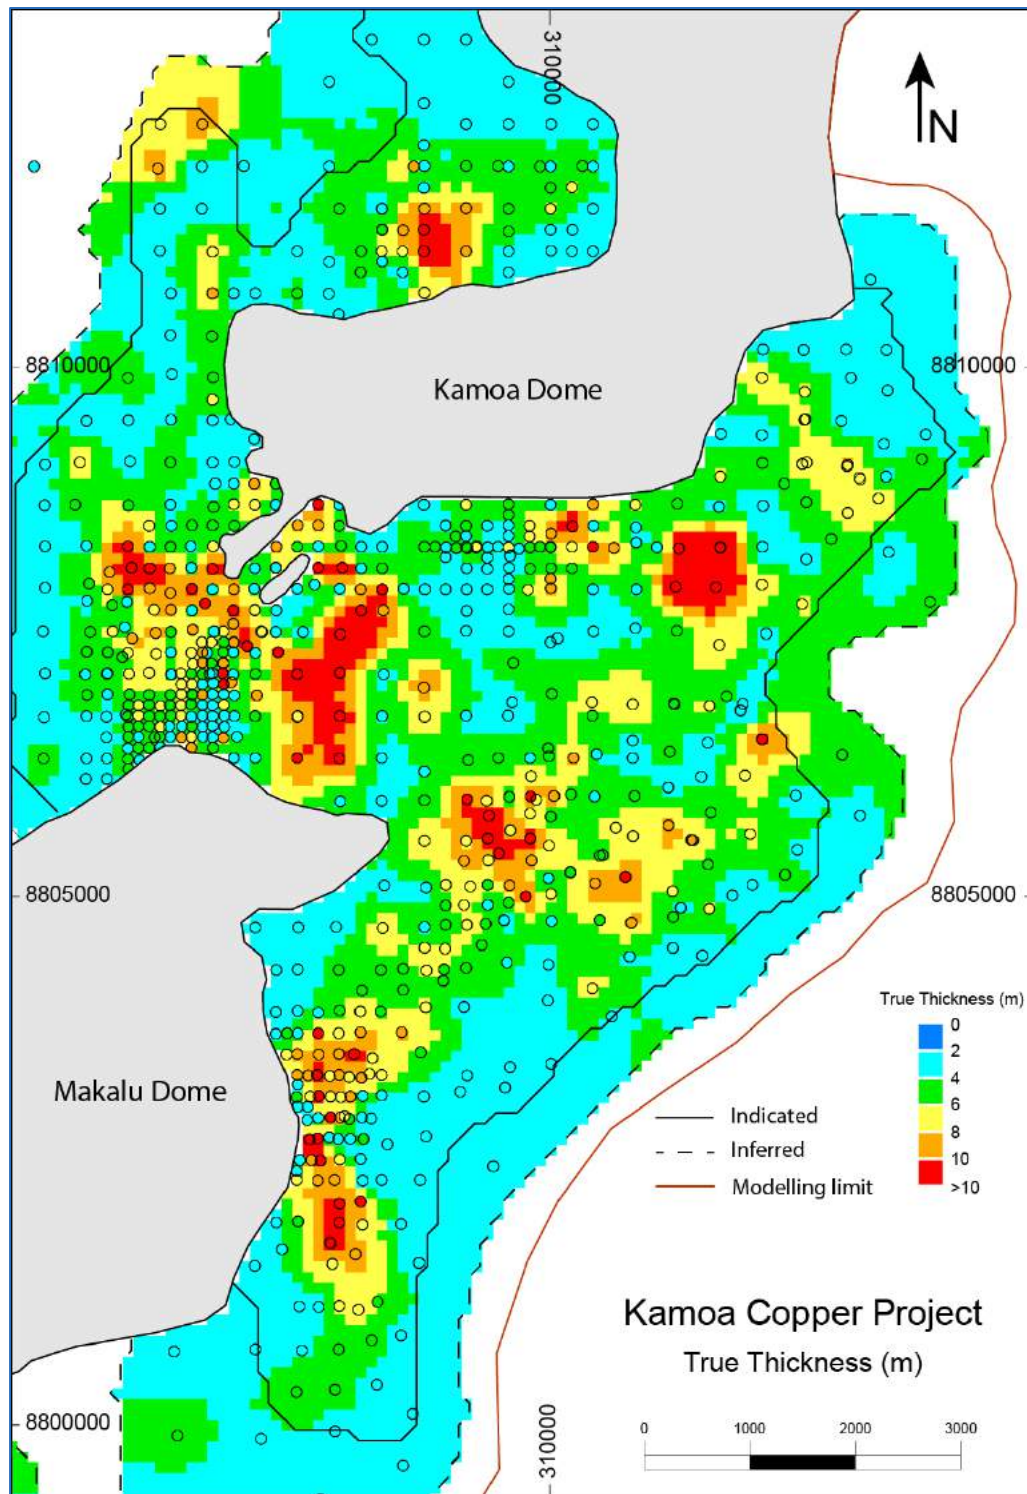 310000
N
8810000
8810000
Kamoa Dome
8805000
8805000
True Thickness (m)
0
2
4
6
8
10
>10
Makalu Dome
Indicated
Inferred
Modelling limit
Kamoa Copper Project
True Thickness (m)
8800000
310000
0 1000 2000 3000